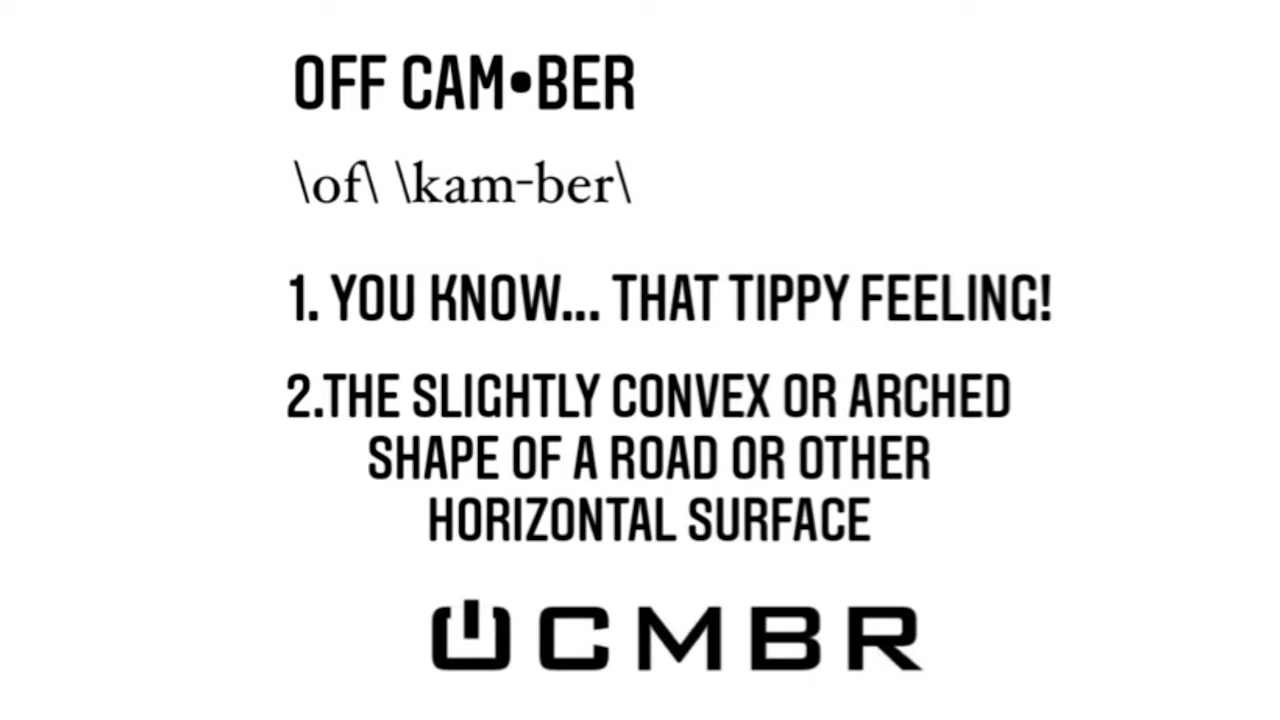 OFF CAM•BER
\of\ \kam-ber\
1. YOU KNOW... THAT TIPPY FEELING!
2.THE SLIGHTLY CONVEX OR ARCHED
SHAPE OF A ROAD OR OTHER
HORIZONTAL SURFACE
⏻CMBR